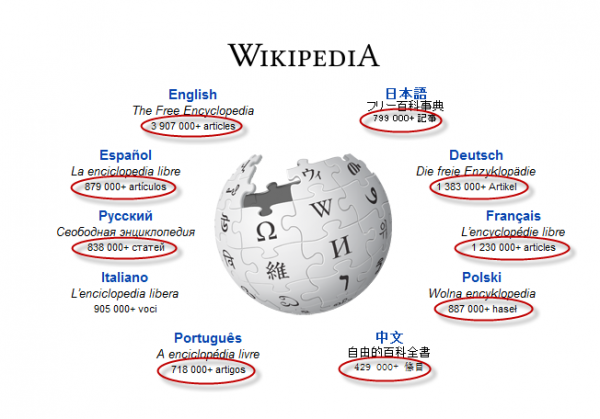 WIKIPEDIA
English
The Free Encyclopedia
3 907 000+ articles
日本語
フリー百科事典
799 000+ 記事
Español
La enciclopedia libre
879 000+ artículos
Deutsch
Die freie Enzyklopädie
1 383 000+ Artikel
Русский
Свободная энциклопедия
838 000+ статей
Français
L'encyclopédie libre
1 230 000+ articles
Italiano
L'enciclopedia libera
905 000+ voci
Polski
Wolna encyklopedia
887 000+ haseł
Português
A enciclopédia livre
718 000+ artigos
中文
自由的百科全書
429 000+ 條目
Ω
W
И
維
ウィ